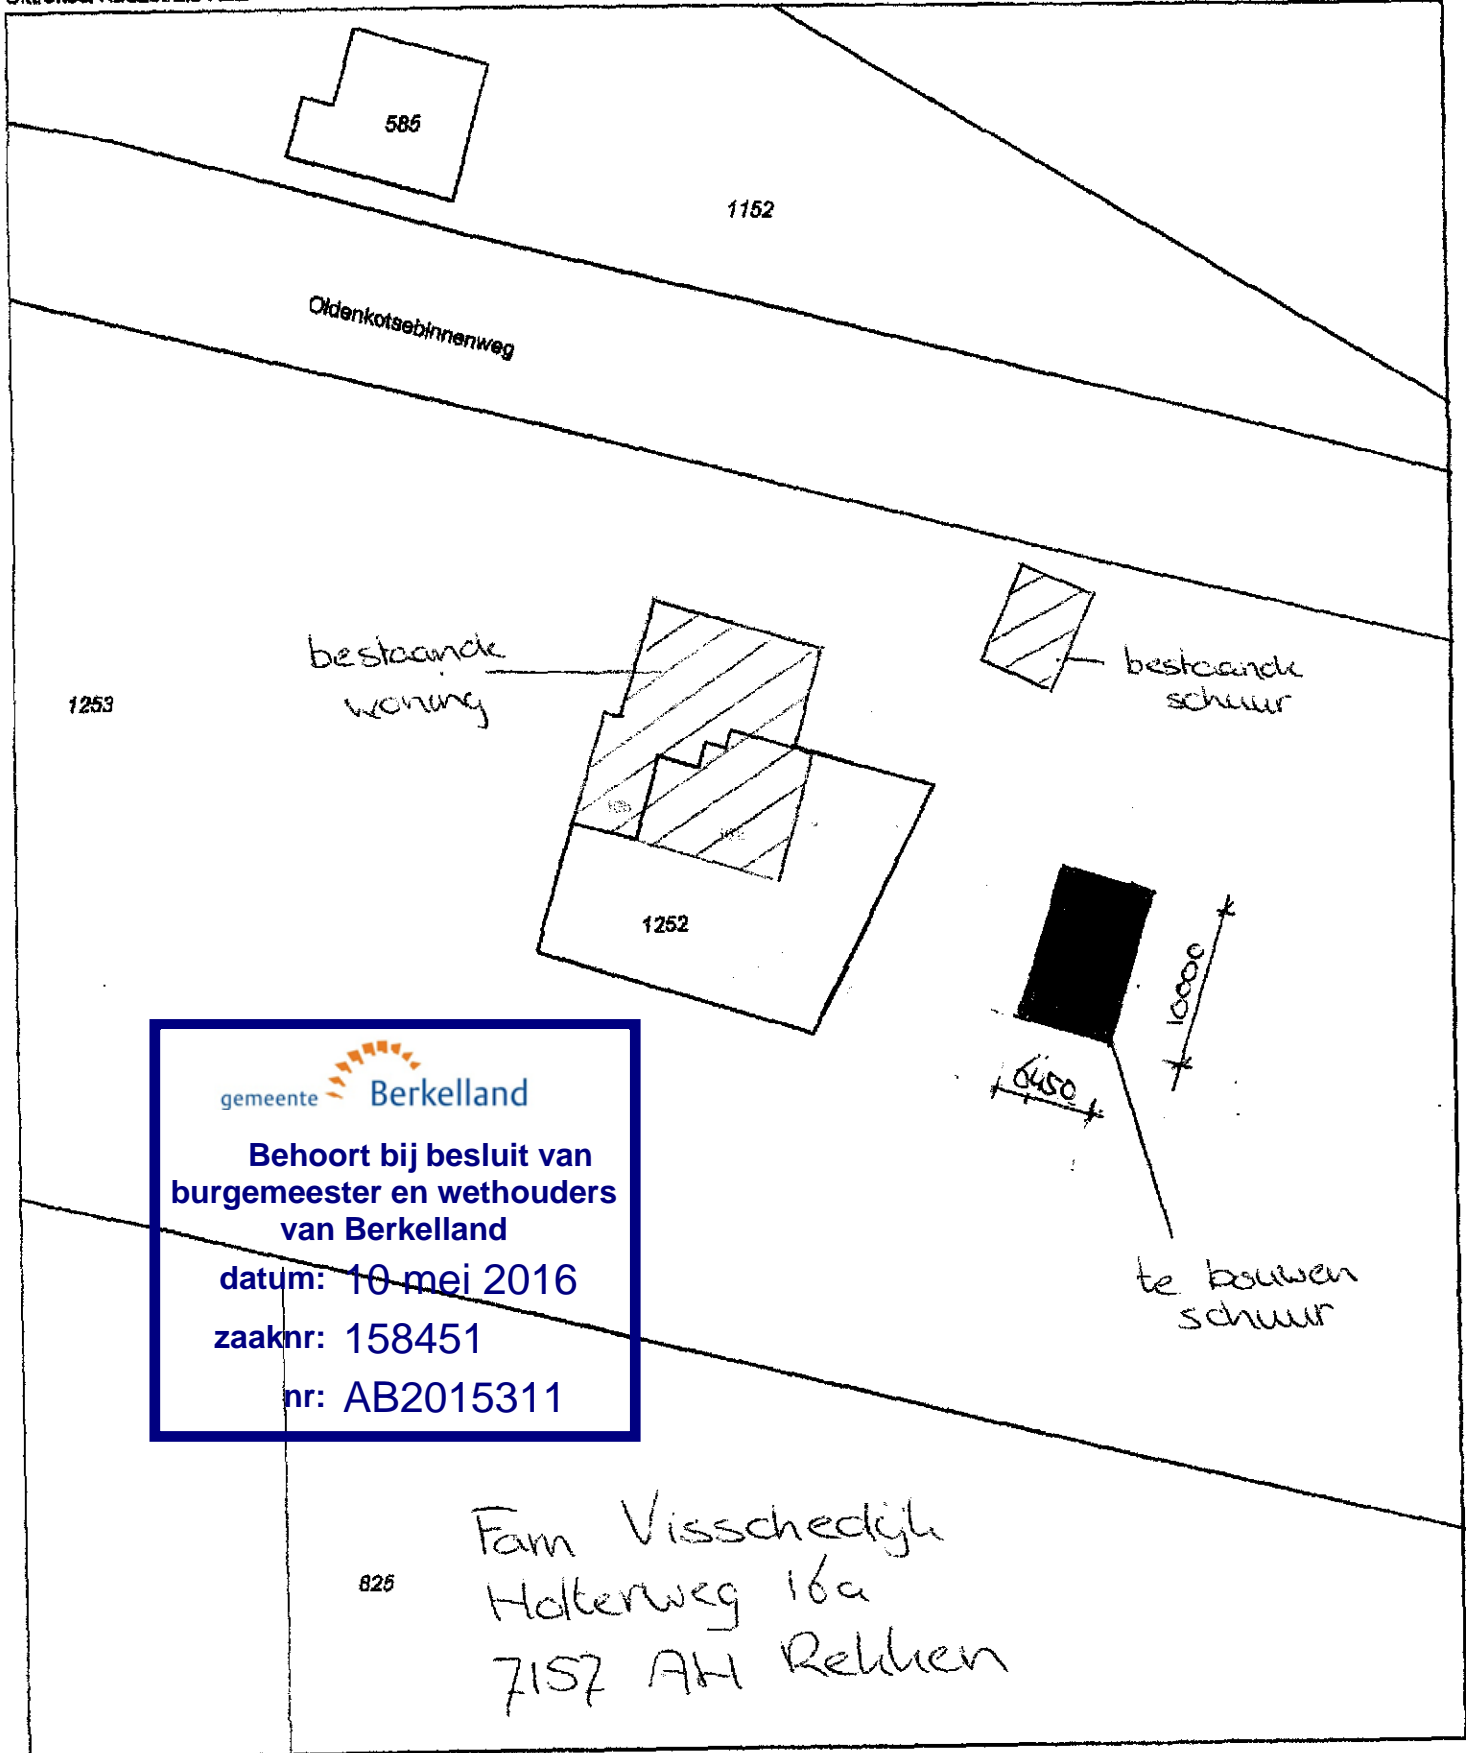 585
1152
Oldenkotsebinnenweg
bestaande
woning
bestaande
schuur
1253
1252
10000
6450
gemeente Berkelland
Behoort bij besluit van
burgemeester en wethouders
van Berkelland
datum: 10 mei 2016
zaaknr: 158451
nr: AB2015311
te bouwen
schuur
825
Fam Visschedijk
Holterweg 16a
7157 AH Rekken